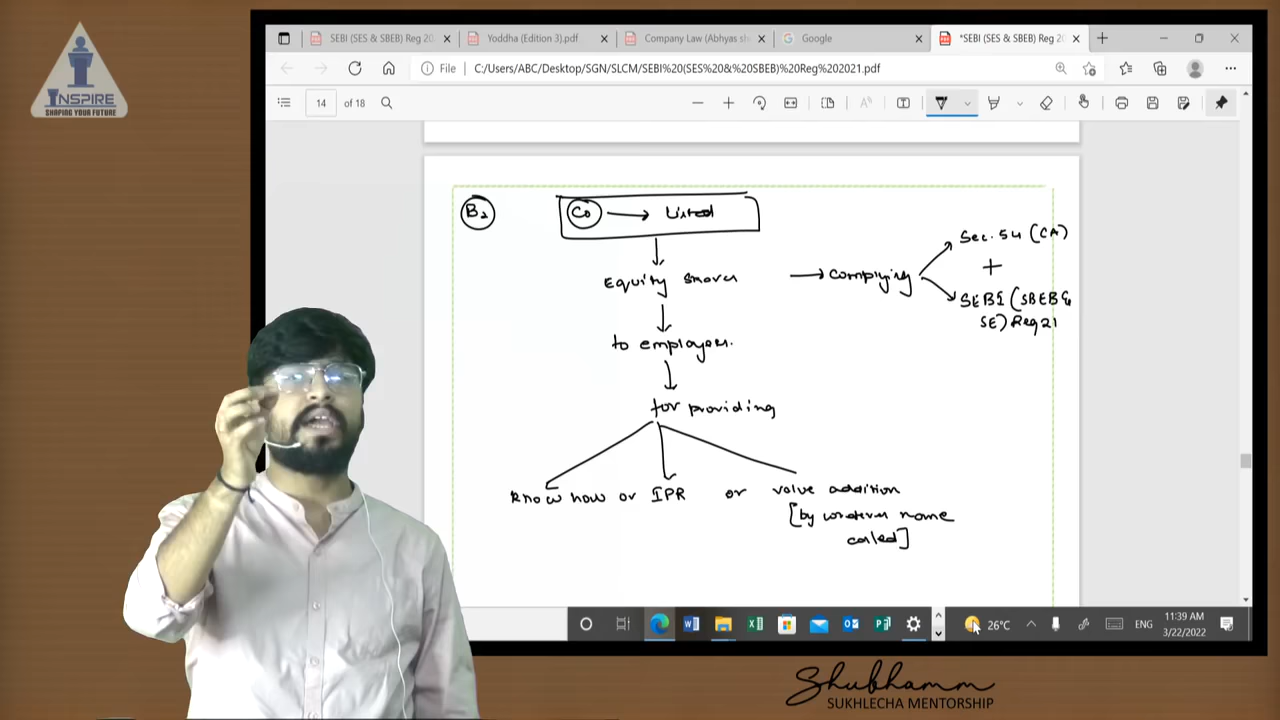 INSPIRE
SHAPING YOUR FUTURE
SEBI (SES & SBEB) Reg 20
Yoddha (Edition 3).pdf
Company Law (Abhyas sh
Google
*SEBI (SES & SBEB) Reg 2
File
C:/Users/ABC/Desktop/SGN/SLCM/SEBI%20(SES%20&%20SBEB)%20Reg%202021.pdf
14 of 18
Co → Listed
Equity shares
→ complying
Sec. 54 (CA)
+
SEBI (SBEB &
SE) Reg 21
to employees.
for providing
know how or IPR or value addition
[by whatever name
called]
26°C
ENG
11:39 AM
3/22/2022
Shubhamm
SUKHLECHA MENTORSHIP